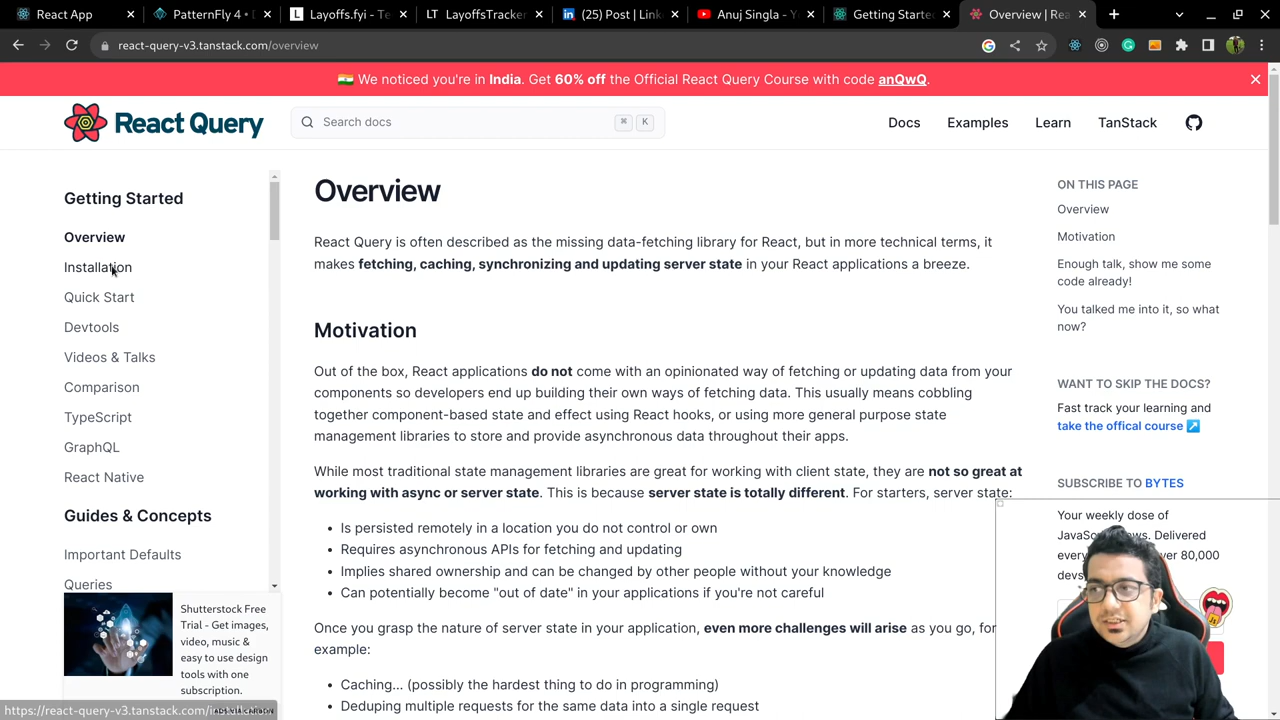 React App
PatternFly 4 • Re
Layoffs.fyi - Te
LT LayoffsTracker
(25) Post | Link
Anuj Singla - Y
Getting Starte
Overview | Rea
react-query-v3.tanstack.com/overview
🇮🇳 We noticed you're in India. Get 60% off the Official React Query Course with code anQwQ.
React Query
Search docs
⌘ K
Docs
Examples
Learn
TanStack
Getting Started
Overview
Installation
Quick Start
Devtools
Videos & Talks
Comparison
TypeScript
GraphQL
React Native
Guides & Concepts
Important Defaults
Queries
Shutterstock Free
Trial - Get images,
video, music &
easy to use design
tools with one
subscription.
https://react-query-v3.tanstack.com/installation
Overview
React Query is often described as the missing data-fetching library for React, but in more technical terms, it
makes fetching, caching, synchronizing and updating server state in your React applications a breeze.
Motivation
Out of the box, React applications do not come with an opinionated way of fetching or updating data from your
components so developers end up building their own ways of fetching data. This usually means cobbling
together component-based state and effect using React hooks, or using more general purpose state
management libraries to store and provide asynchronous data throughout their apps.
While most traditional state management libraries are great for working with client state, they are not so great at
working with async or server state. This is because server state is totally different. For starters, server state:
• Is persisted remotely in a location you do not control or own
• Requires asynchronous APIs for fetching and updating
• Implies shared ownership and can be changed by other people without your knowledge
• Can potentially become "out of date" in your applications if you're not careful
Once you grasp the nature of server state in your application, even more challenges will arise as you go, for
example:
• Caching... (possibly the hardest thing to do in programming)
• Deduping multiple requests for the same data into a single request
ON THIS PAGE
Overview
Motivation
Enough talk, show me some
code already!
You talked me into it, so what
now?
WANT TO SKIP THE DOCS?
Fast track your learning and
take the offical course
SUBSCRIBE TO BYTES
Your weekly dose of
JavaSc News. Delivered
every over 80,000
devs
JS